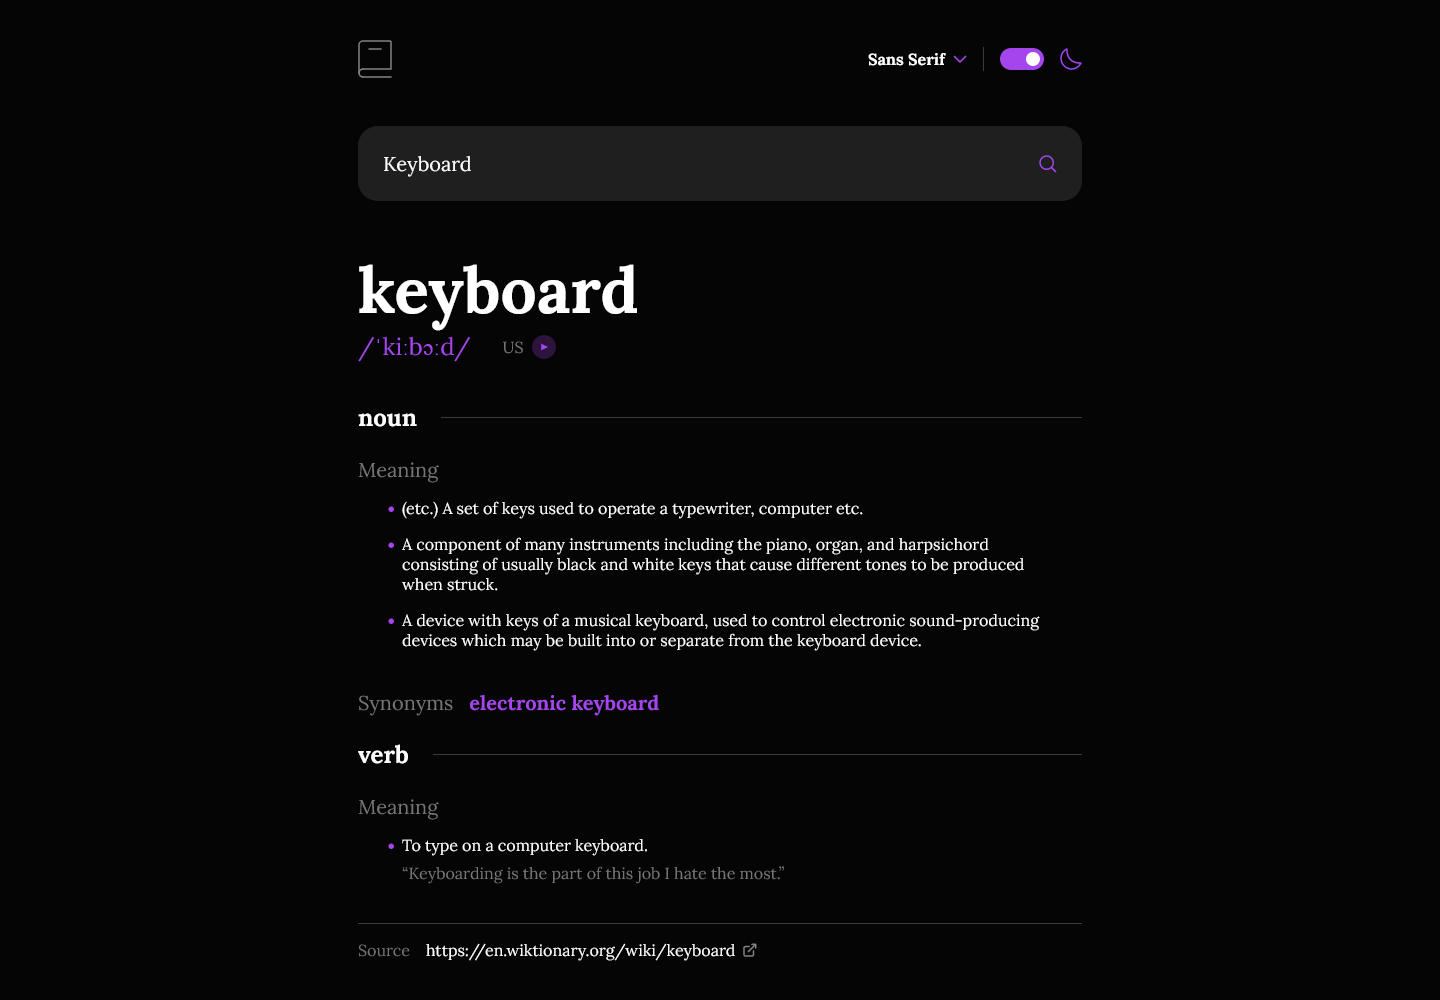 Sans Serif
Keyboard
keyboard
/ˈkiːbɔːd/
US
noun
Meaning
(etc.) A set of keys used to operate a typewriter, computer etc.
A component of many instruments including the piano, organ, and harpsichord
consisting of usually black and white keys that cause different tones to be produced
when struck.
A device with keys of a musical keyboard, used to control electronic sound-producing
devices which may be built into or separate from the keyboard device.
Synonyms electronic keyboard
verb
Meaning
To type on a computer keyboard.
“Keyboarding is the part of this job I hate the most.”
Source https://en.wiktionary.org/wiki/keyboard